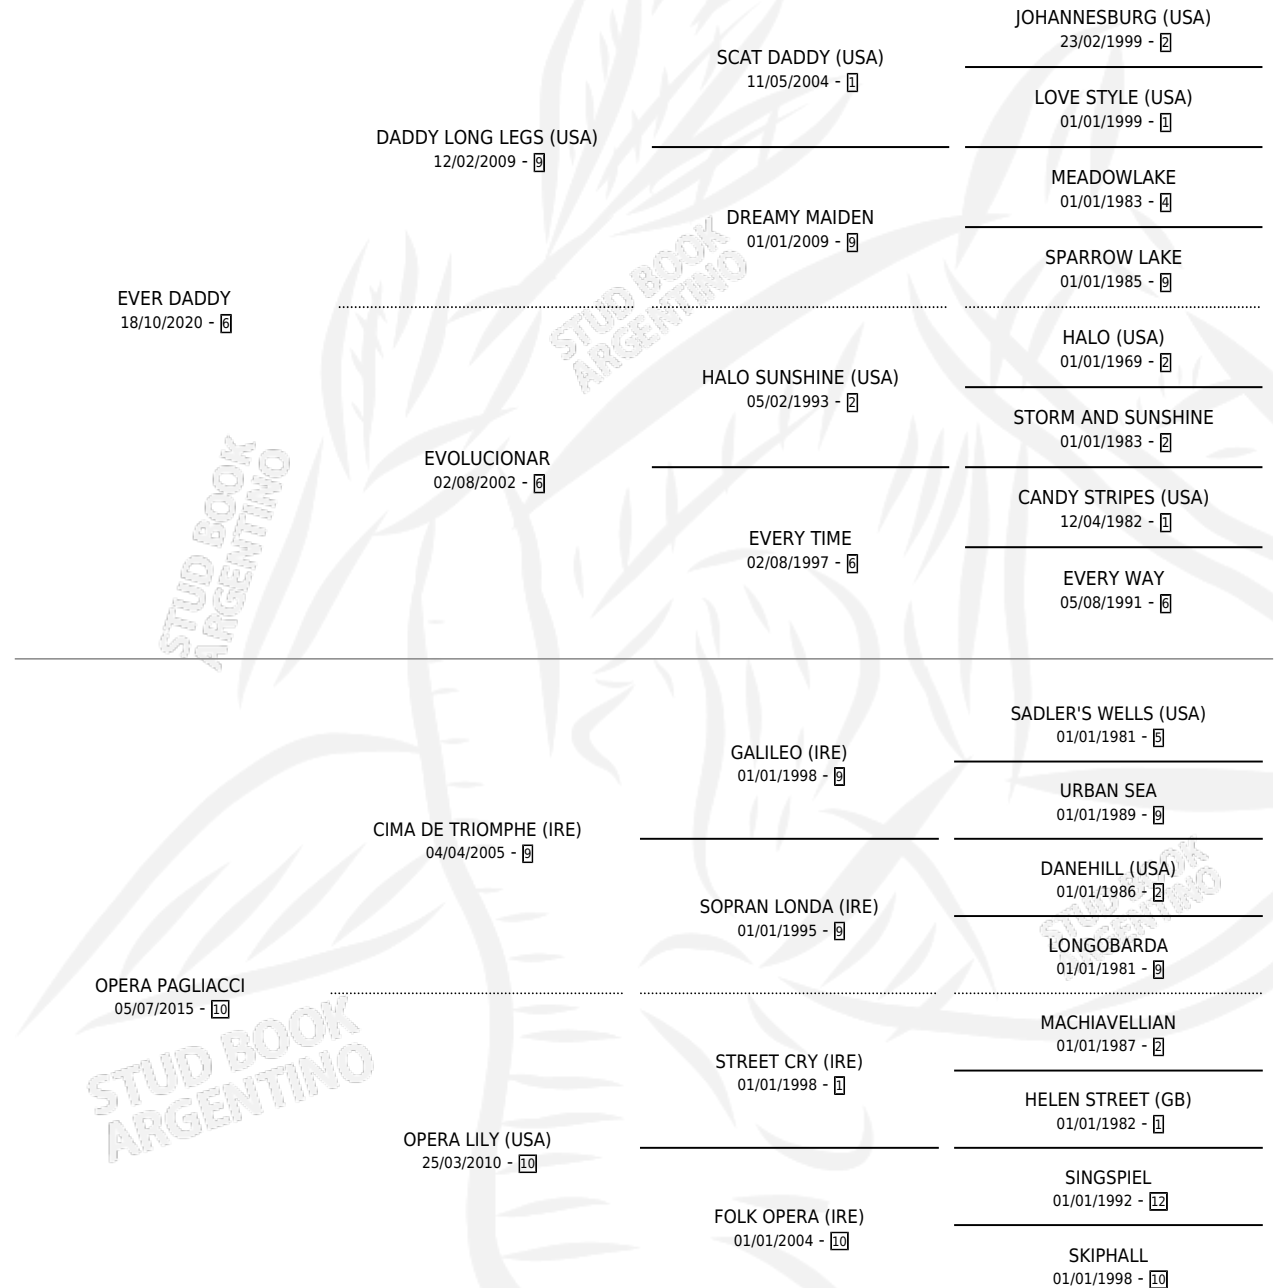 JOHANNESBURG (USA)
23/02/1999 - 2
SCAT DADDY (USA)
11/05/2004 - 1
LOVE STYLE (USA)
01/01/1999 - 1
DADDY LONG LEGS (USA)
12/02/2009 - 9
MEADOWLAKE
01/01/1983 - 4
DREAMY MAIDEN
01/01/2009 - 9
SPARROW LAKE
01/01/1985 - 9
EVER DADDY
18/10/2020 - 6
STUD BOOK
ARGENTINO
HALO (USA)
01/01/1969 - 2
HALO SUNSHINE (USA)
05/02/1993 - 2
STORM AND SUNSHINE
01/01/1983 - 2
EVOLUCIONAR
02/08/2002 - 6
CANDY STRIPES (USA)
12/04/1982 - 1
EVERY TIME
02/08/1997 - 6
EVERY WAY
05/08/1991 - 6
STUD BOOK
ARGENTINO
SADLER'S WELLS (USA)
01/01/1981 - 5
GALILEO (IRE)
01/01/1998 - 9
URBAN SEA
01/01/1989 - 9
CIMA DE TRIOMPHE (IRE)
04/04/2005 - 9
DANEHILL (USA)
01/01/1986 - 2
SOPRAN LONDA (IRE)
01/01/1995 - 9
STUD BOOK
ARGENTINO
LONGOBARDA
01/01/1981 - 9
OPERA PAGLIACCI
05/07/2015 - 10
STUD BOOK
ARGENTINO
MACHIAVELLIAN
01/01/1987 - 2
STREET CRY (IRE)
01/01/1998 - 1
HELEN STREET (GB)
01/01/1982 - 1
OPERA LILY (USA)
25/03/2010 - 10
SINGSPIEL
01/01/1992 - 12
FOLK OPERA (IRE)
01/01/2004 - 10
SKIPHALL
01/01/1998 - 10